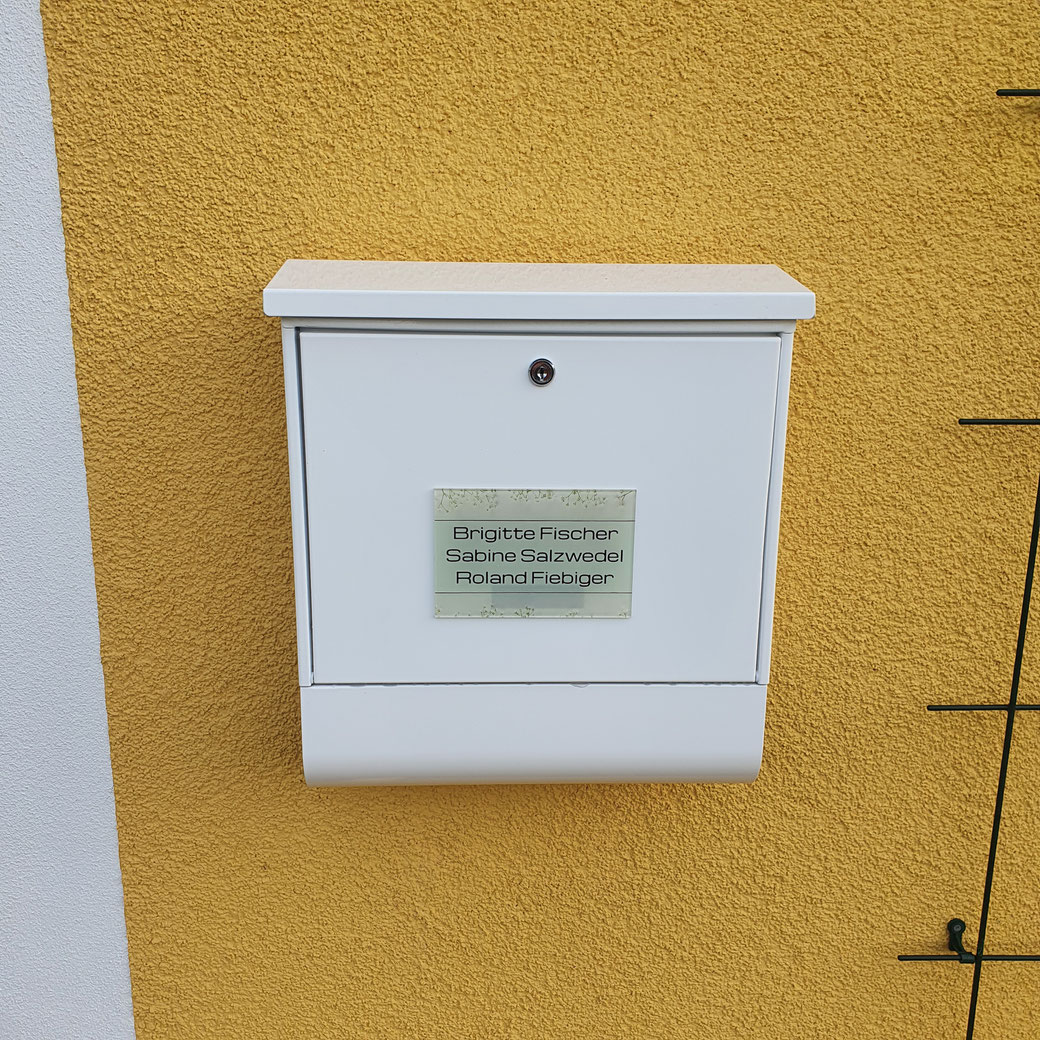 Brigitte Fischer
Sabine Salzwedel
Roland Fiebiger